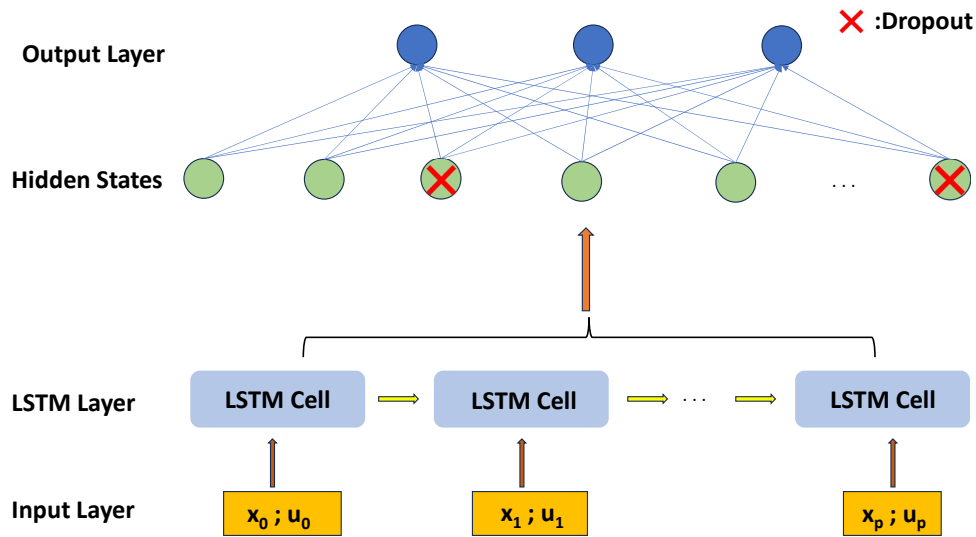 :Dropout
Output Layer
Hidden States
. . .
LSTM Layer
LSTM Cell
LSTM Cell
. . .
LSTM Cell
Input Layer
x₀ ; u₀
x₁ ; u₁
xₚ ; uₚ